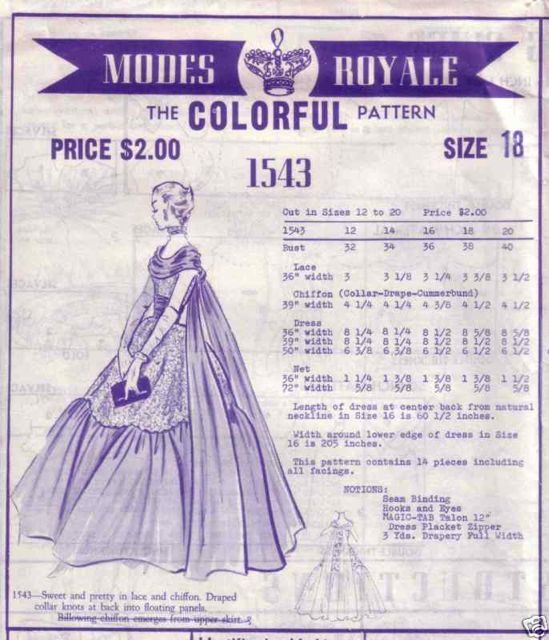 MODES ROYALE
THE COLORFUL PATTERN
PRICE $2.00
SIZE 18
1543
Cut in Sizes 12 to 20 Price $2.00
1543 12 14 16 18 20
Bust 32 34 36 38 40
Lace
36" width 3 3 1/8 3 1/4 3 3/8 3 1/2
Chiffon (Collar-Drape-Cummerbund)
39" width 4 1/4 4 1/4 4 3/8 4 1/2 4 1/2
Dress
36" width 8 1/4 8 1/4 8 1/2 8 5/8 8 5/8
39" width 8 1/4 8 1/4 8 1/2 8 1/2 8 1/2
50" width 6 3/8 6 3/8 6 1/2 6 1/2 6 1/2
Net
36" width 1 1/4 1 3/8 1 3/8 1 3/8 1 1/2
72" width 5/8 5/8 5/8 5/8 5/8
Length of dress at center back from natural
neckline in Size 16 is 60 1/2 inches.
Width around lower edge of dress in Size
16 is 205 inches.
This pattern contains 14 pieces including
all facings.
NOTIONS:
Seam Binding
Hooks and Eyes
MAGIC-TAB Talon 12"
Dress Placket Zipper
3 Yds. Drapery Full Width
1543—Sweet and pretty in lace and chiffon. Draped
collar knots at back into floating panels.
Billowing chiffon emerges from upper skirt.